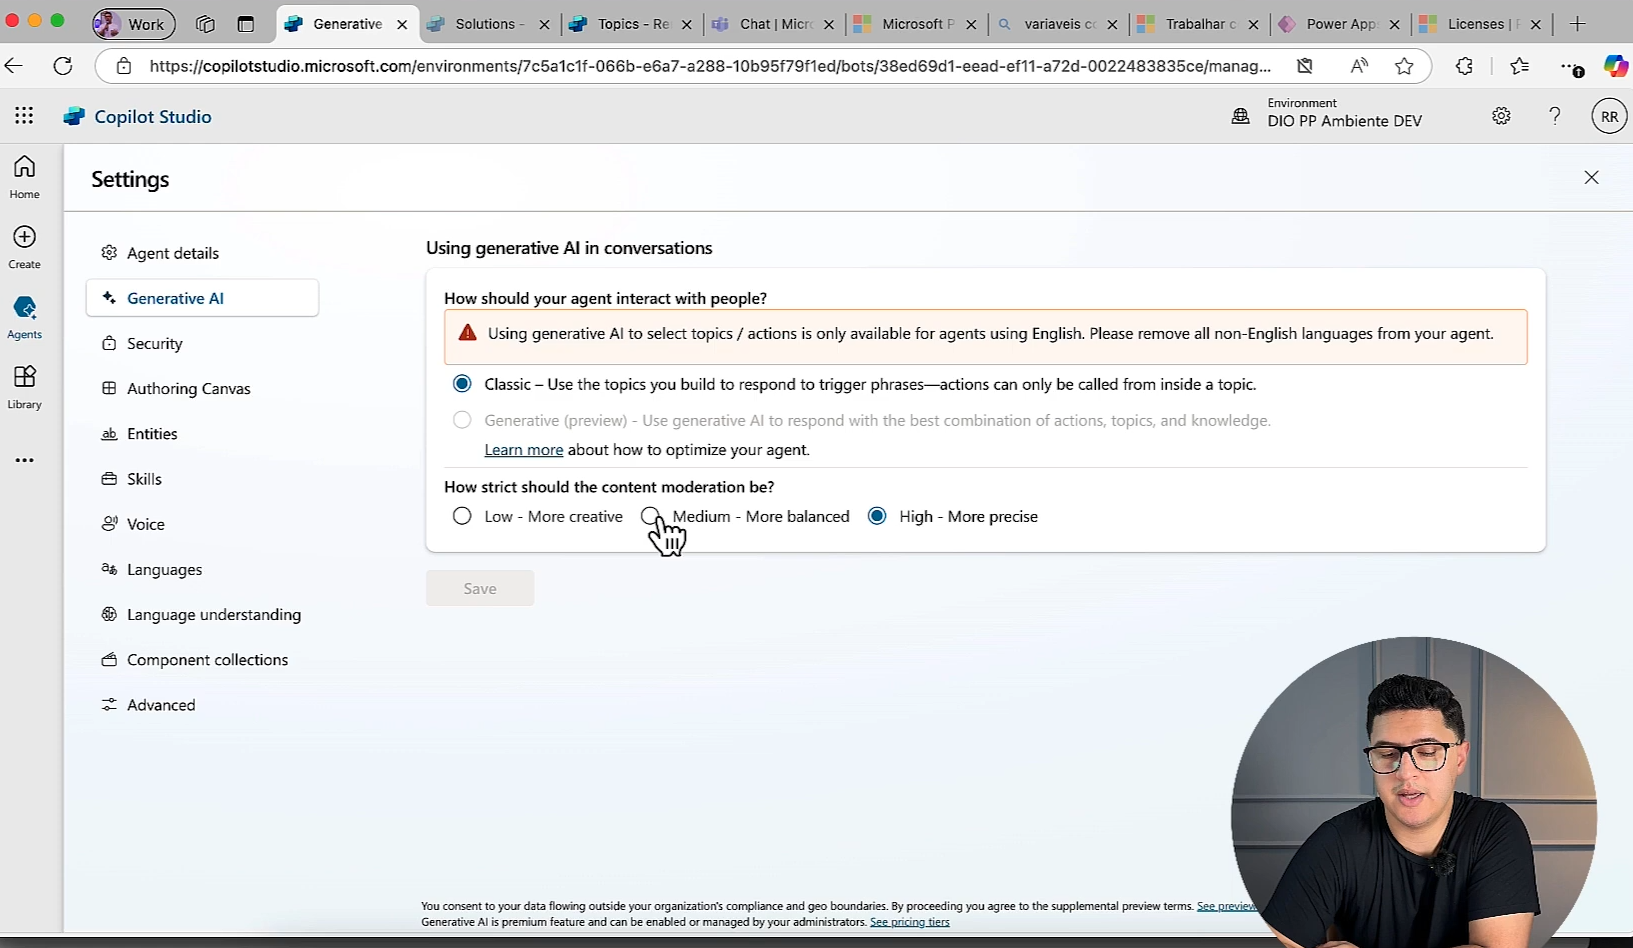 Work
Generative
Solutions -
Topics - Re
Chat | Micr
Microsoft P
variaveis co
Trabalhar c
Power App
Licenses |
https://copilotstudio.microsoft.com/environments/7c5a1c1f-066b-e6a7-a288-10b95f79f1ed/bots/38ed69d1-eead-ef11-a72d-0022483835ce/manag...
Copilot Studio
Environment
DIO PP Ambiente DEV
?
RR
Home
Create
Agents
Library
Settings
Agent details
Generative AI
Security
Authoring Canvas
Entities
Skills
Voice
Languages
Language understanding
Component collections
Advanced
Using generative AI in conversations
How should your agent interact with people?
Using generative AI to select topics / actions is only available for agents using English. Please remove all non-English languages from your agent.
Classic – Use the topics you build to respond to trigger phrases—actions can only be called from inside a topic.
Generative (preview) - Use generative AI to respond with the best combination of actions, topics, and knowledge.
Learn more about how to optimize your agent.
How strict should the content moderation be?
Low - More creative
Medium - More balanced
High - More precise
Save
You consent to your data flowing outside your organization's compliance and geo boundaries. By proceeding you agree to the supplemental preview terms. See preview
Generative AI is premium feature and can be enabled or managed by your administrators. See pricing tiers